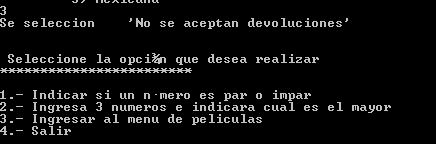 3
Se seleccion 'No se aceptan devoluciones'
Seleccione la opci¾n que desea realizar
************************
1.- Indicar si un n·mero es par o impar
2.- Ingresa 3 numeros e indicara cual es el mayor
3.- Ingresar al menu de peliculas
4.- Salir